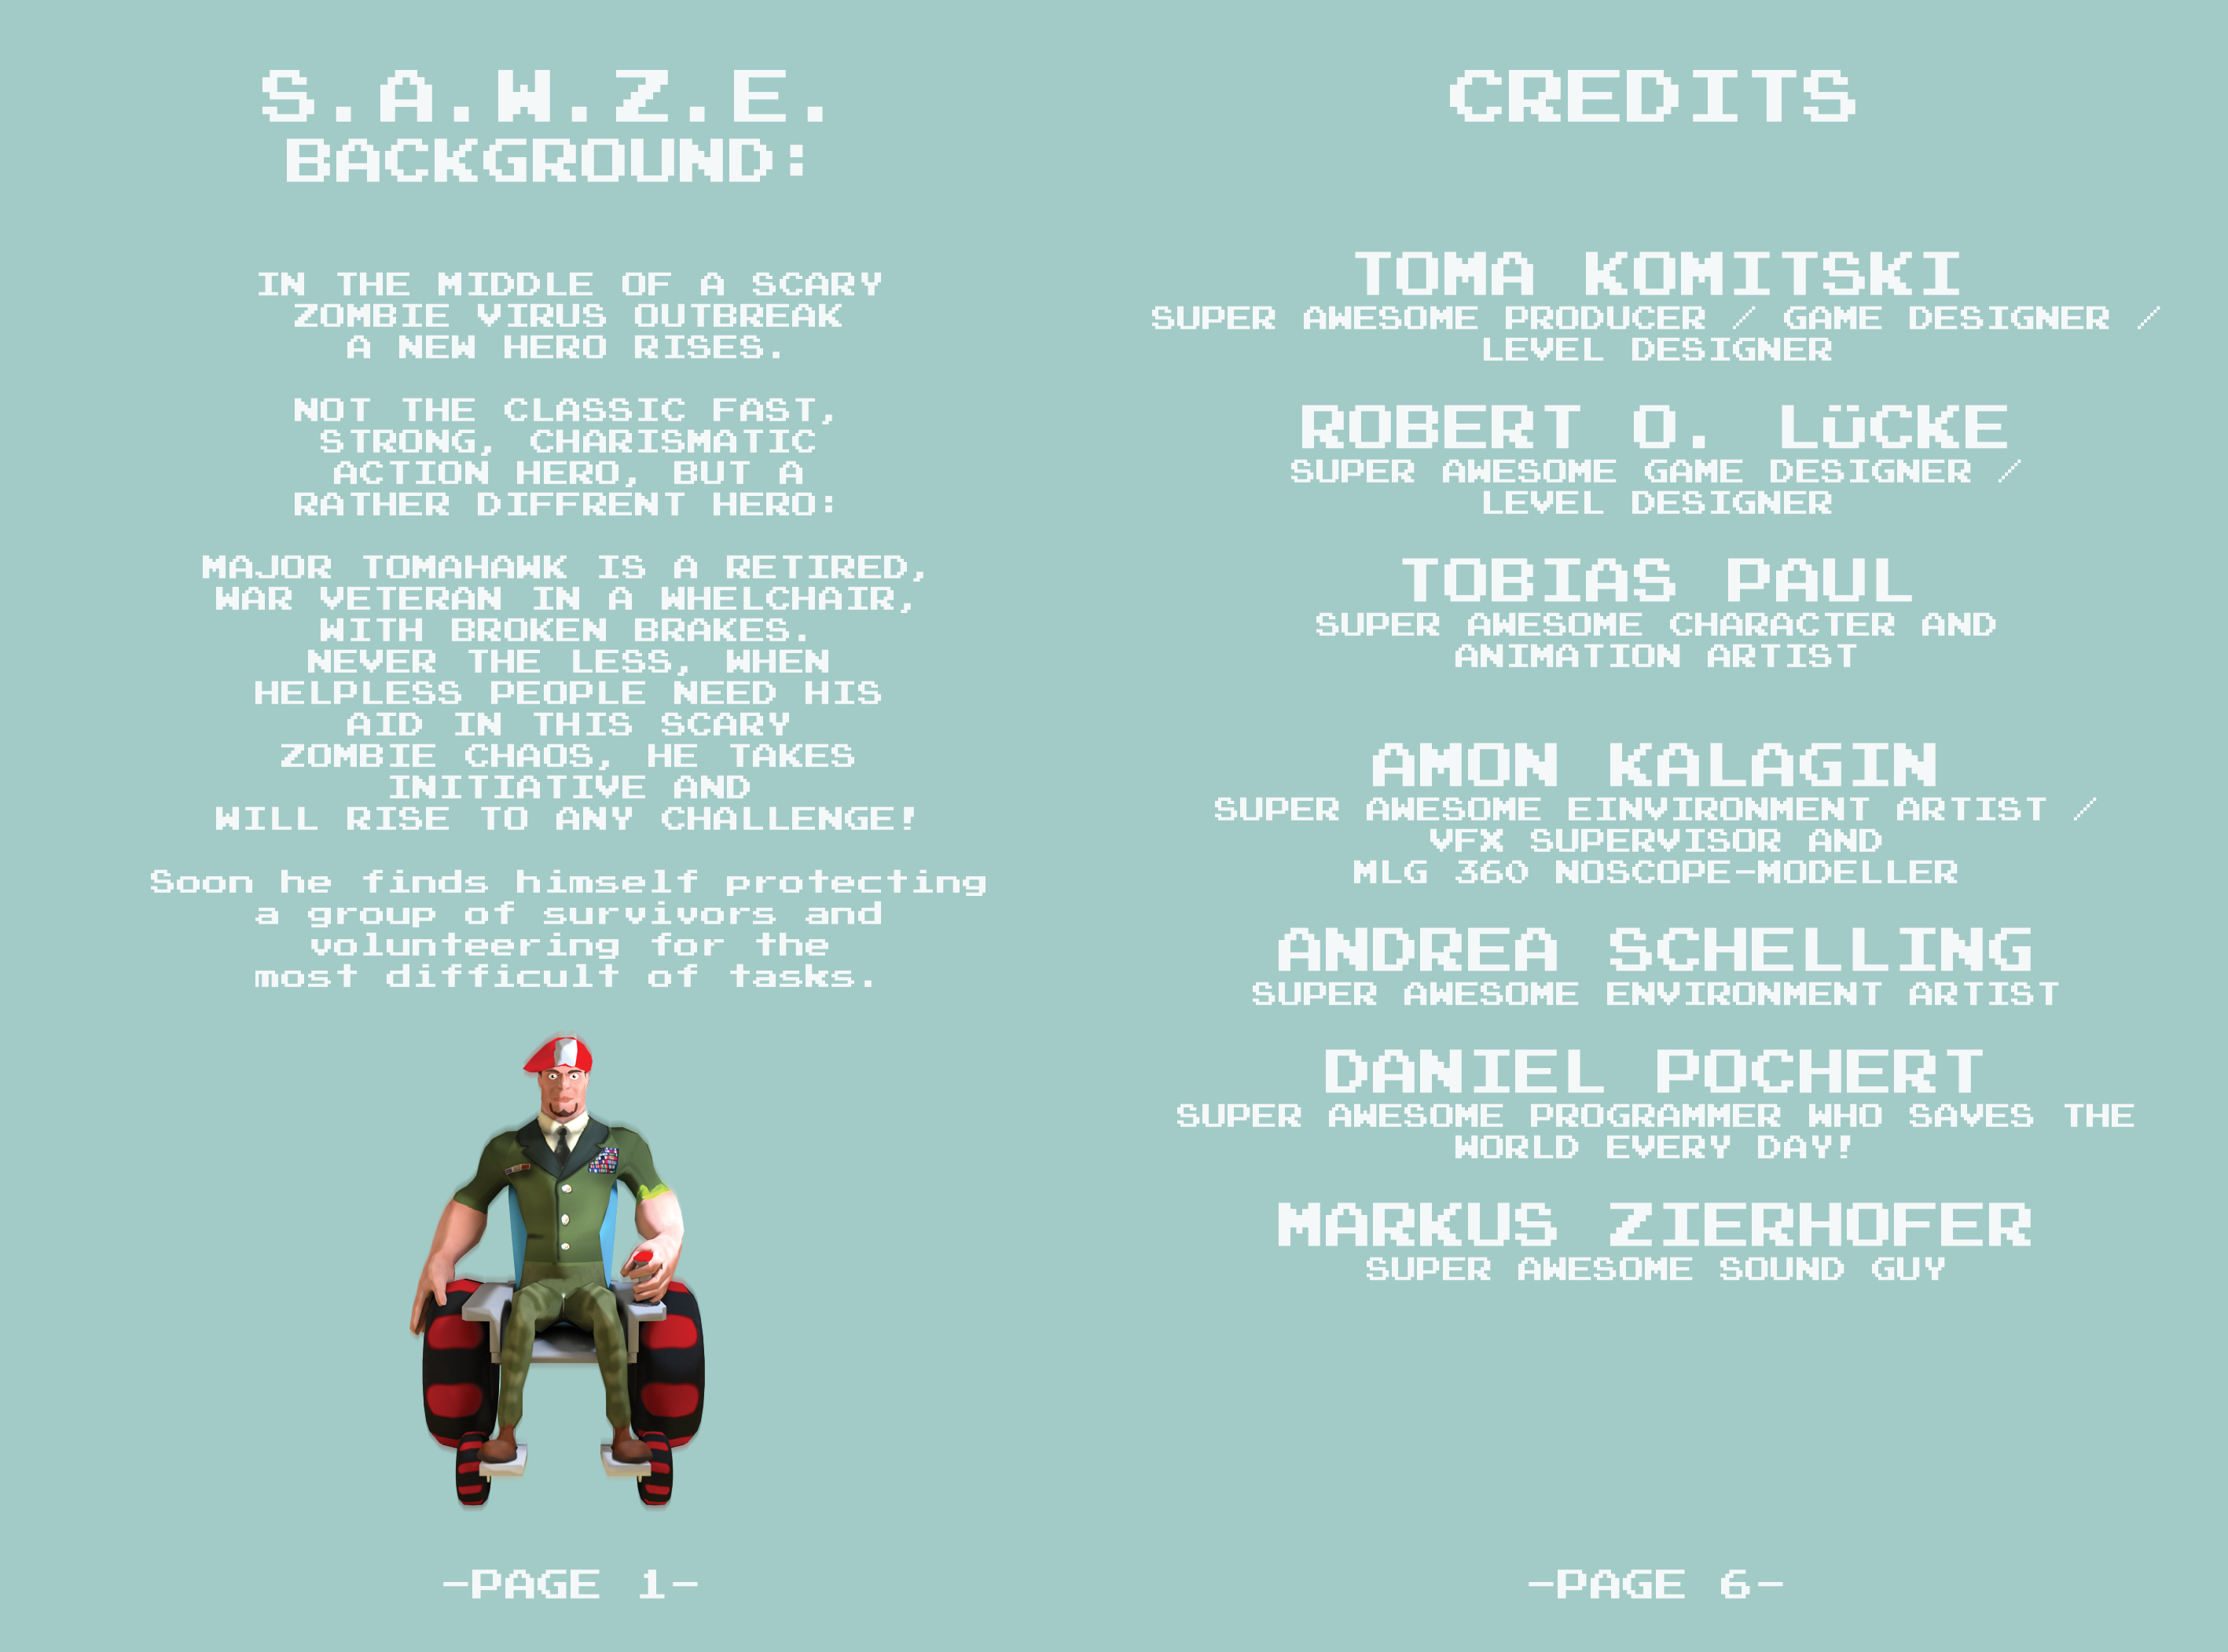 S.A.W.Z.E.
BACKGROUND:
IN THE MIDDLE OF A SCARY
ZOMBIE VIRUS OUTBREAK
A NEW HERO RISES.
NOT THE CLASSIC FAST,
STRONG, CHARISMATIC
ACTION HERO, BUT A
RATHER DIFFRENT HERO:
MAJOR TOMAHAWK IS A RETIRED,
WAR VETERAN IN A WHELCHAIR,
WITH BROKEN BRAKES.
NEVER THE LESS, WHEN
HELPLESS PEOPLE NEED HIS
AID IN THIS SCARY
ZOMBIE CHAOS, HE TAKES
INITIATIVE AND
WILL RISE TO ANY CHALLENGE!
Soon he finds himself protecting
a group of survivors and
volunteering for the
most difficult of tasks.
-PAGE 1-
CREDITS
TOMA KOMITSKI
SUPER AWESOME PRODUCER / GAME DESIGNER /
LEVEL DESIGNER
ROBERT O. LüCKE
SUPER AWESOME GAME DESIGNER /
LEVEL DESIGNER
TOBIAS PAUL
SUPER AWESOME CHARACTER AND
ANIMATION ARTIST
AMON KALAGIN
SUPER AWESOME EINVIRONMENT ARTIST /
VFX SUPERVISOR AND
MLG 360 NOSCOPE-MODELLER
ANDREA SCHELLING
SUPER AWESOME ENVIRONMENT ARTIST
DANIEL POCHERT
SUPER AWESOME PROGRAMMER WHO SAVES THE
WORLD EVERY DAY!
MARKUS ZIERHOFER
SUPER AWESOME SOUND GUY
-PAGE 6-